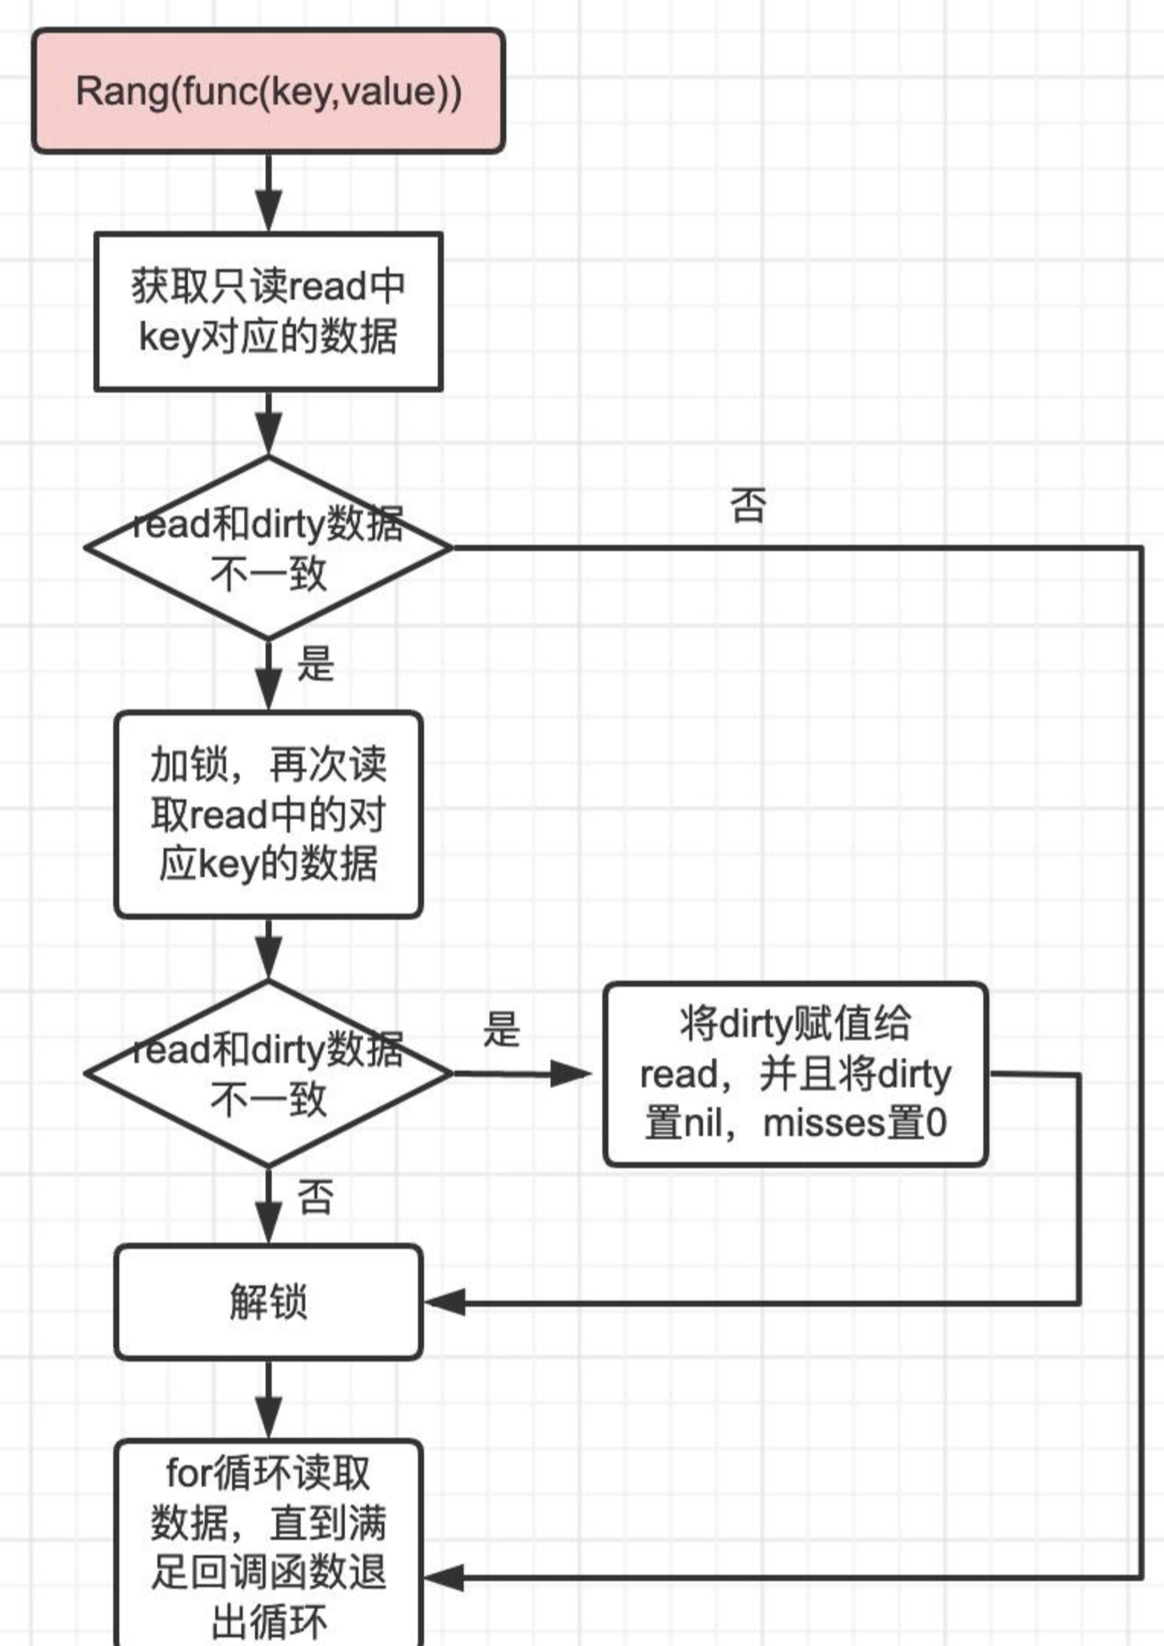 Rang(func(key,value))
获取只读read中
key对应的数据
read和dirty数据
不一致
否
是
加锁，再次读
取read中的对
应key的数据
read和dirty数据
不一致
是
将dirty赋值给
read，并且将dirty
置nil，misses置0
否
解锁
for循环读取
数据，直到满
足回调函数退
出循环